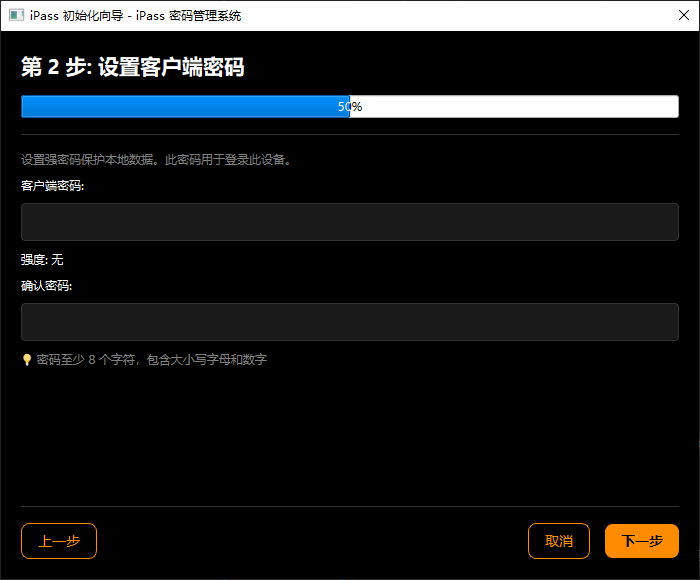 iPass 初始化向导 - iPass 密码管理系统
第 2 步: 设置客户端密码
50%
设置强密码保护本地数据。此密码用于登录此设备。
客户端密码:
强度: 无
确认密码:
密码至少 8 个字符，包含大小写字母和数字
上一步 取消 下一步